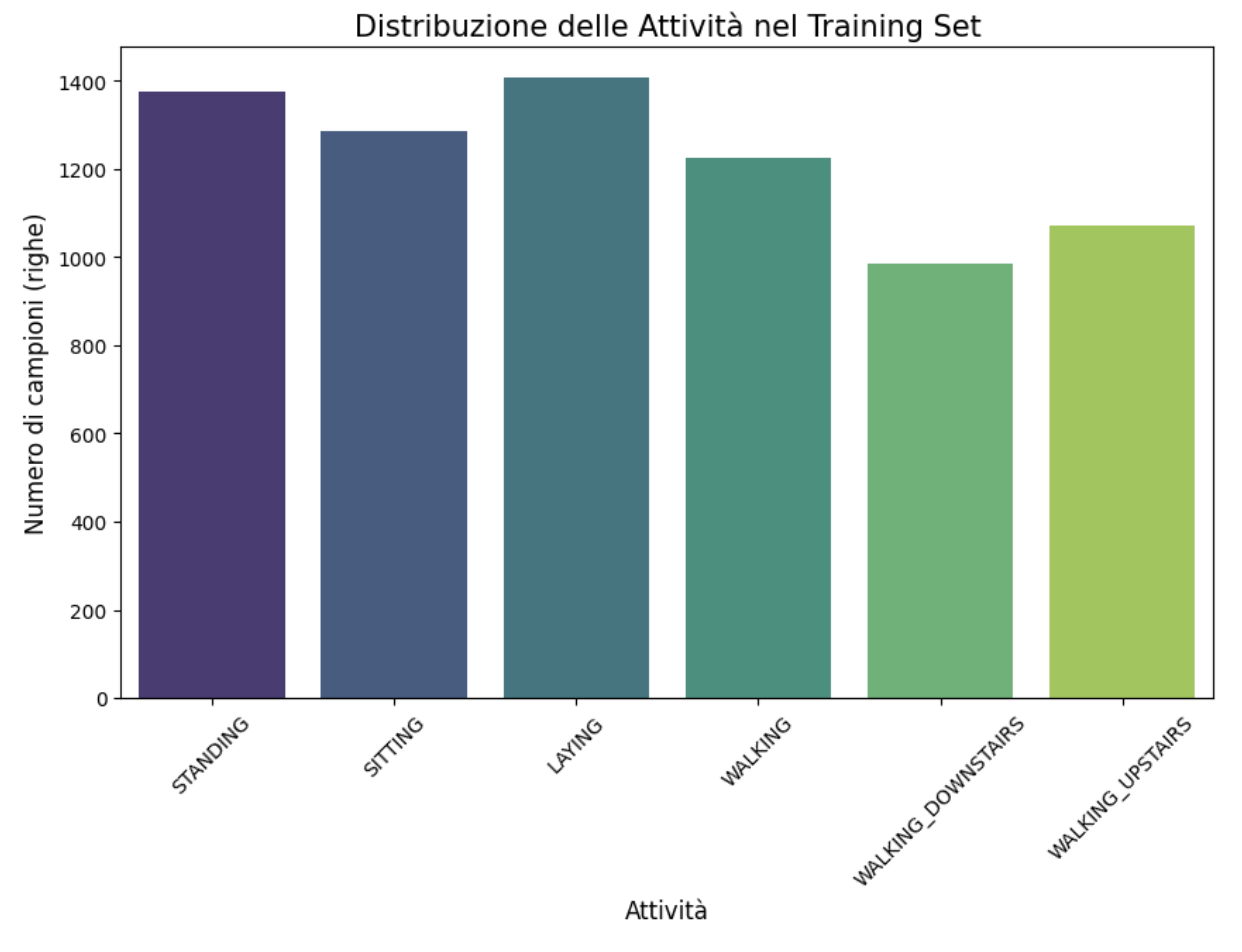 Distribuzione delle Attività nel Training Set
Numero di campioni (righe)
1400
1200
1000
800
600
400
200
0
STANDING
SITTING
LAYING
WALKING
WALKING_DOWNSTAIRS
WALKING_UPSTAIRS
Attività